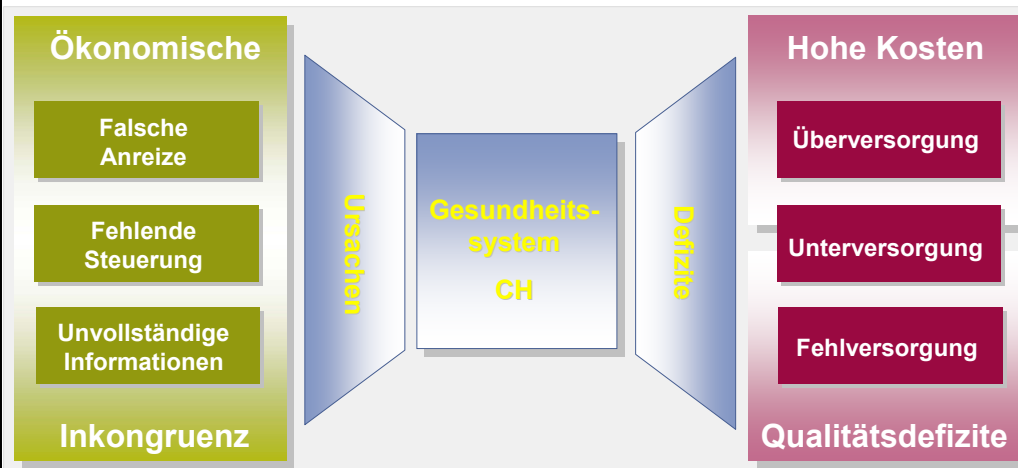 Ökonomische
Falsche
Anreize
Fehlende
Steuerung
Unvollständige
Informationen
Inkongruenz
Ursachen
Gesundheits-
system
CH
Defizite
Hohe Kosten
Überversorgung
Unterversorgung
Fehlversorgung
Qualitätsdefizite